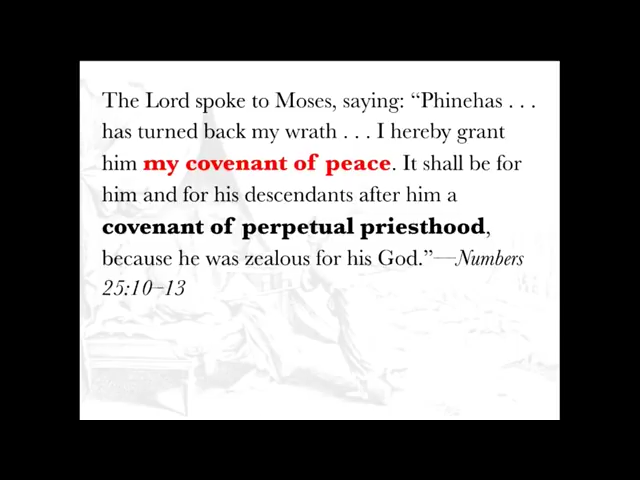 The Lord spoke to Moses, saying: “Phinehas . . .
has turned back my wrath . . . I hereby grant
him my covenant of peace. It shall be for
him and for his descendants after him a
covenant of perpetual priesthood,
because he was zealous for his God.”—Numbers
25:10–13